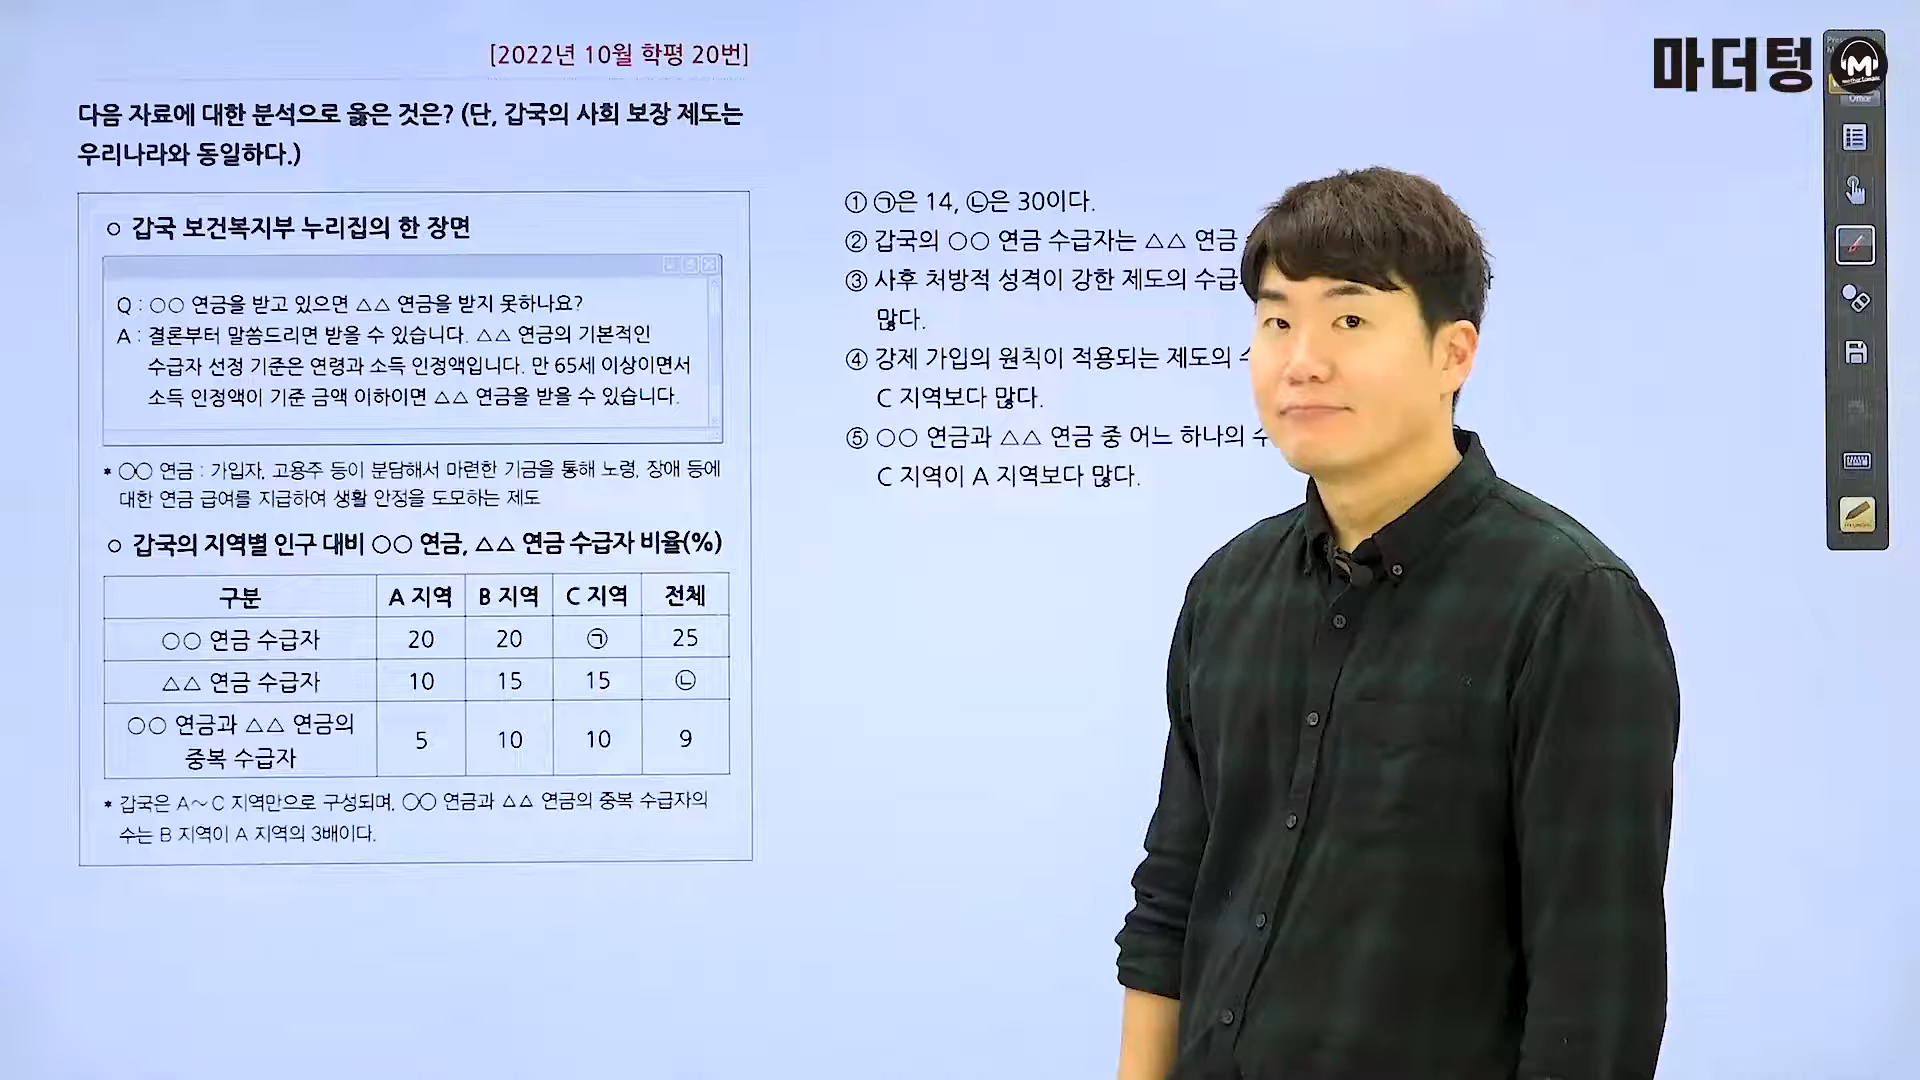 [2022년 10월 학평 20번]
다음 자료에 대한 분석으로 옳은 것은? (단, 갑국의 사회 보장 제도는
우리나라와 동일하다.)
○ 갑국 보건복지부 누리집의 한 장면
Q : ○○ 연금을 받고 있으면 △△ 연금을 받지 못하나요?
A : 결론부터 말씀드리면 받을 수 있습니다. △△ 연금의 기본적인
수급자 선정 기준은 연령과 소득 인정액입니다. 만 65세 이상이면서
소득 인정액이 기준 금액 이하이면 △△ 연금을 받을 수 있습니다.
* ○○ 연금 : 가입자, 고용주 등이 분담해서 마련한 기금을 통해 노령, 장애 등에
대한 연금 급여를 지급하여 생활 안정을 도모하는 제도
○ 갑국의 지역별 인구 대비 ○○ 연금, △△ 연금 수급자 비율(%)
구분 A 지역 B 지역 C 지역 전체
○○ 연금 수급자 20 20 ㉠ 25
△△ 연금 수급자 10 15 15 ㉡
○○ 연금과 △△ 연금의
중복 수급자 5 10 10 9
* 갑국은 A~C 지역만으로 구성되며, ○○ 연금과 △△ 연금의 중복 수급자의
수는 B 지역이 A 지역의 3배이다.
① ㉠은 14, ㉡은 30이다.
② 갑국의 ○○ 연금 수급자는 △△ 연금
③ 사후 처방적 성격이 강한 제도의
많다.
④ 강제 가입의 원칙이 적용되는 제도의
C 지역보다 많다.
⑤ ○○ 연금과 △△ 연금 중 어느 하나의
C 지역이 A 지역보다 많다.
마더텅
M
Office